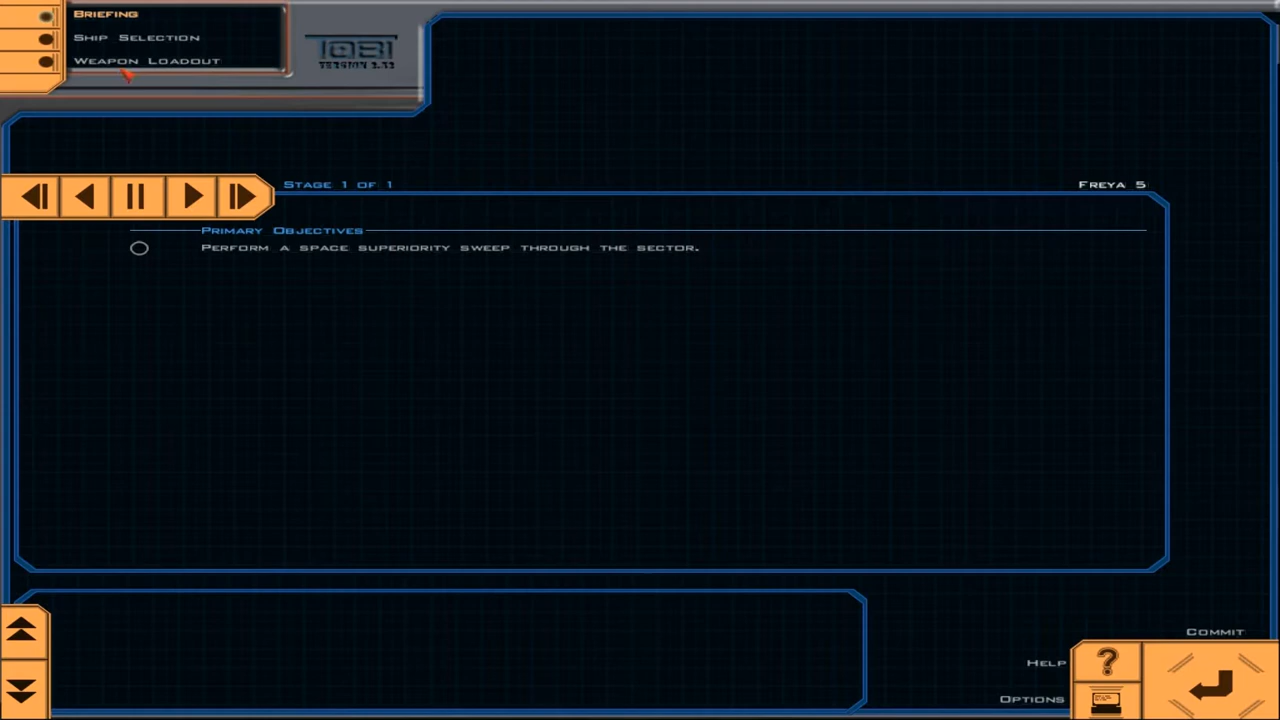 Briefing
Ship Selection
Weapon Loadout
TOBI
Stage 1 of 1
Freya 5
Primary Objectives
Perform a space superiority sweep through the sector.
Commit
Help
?
Options